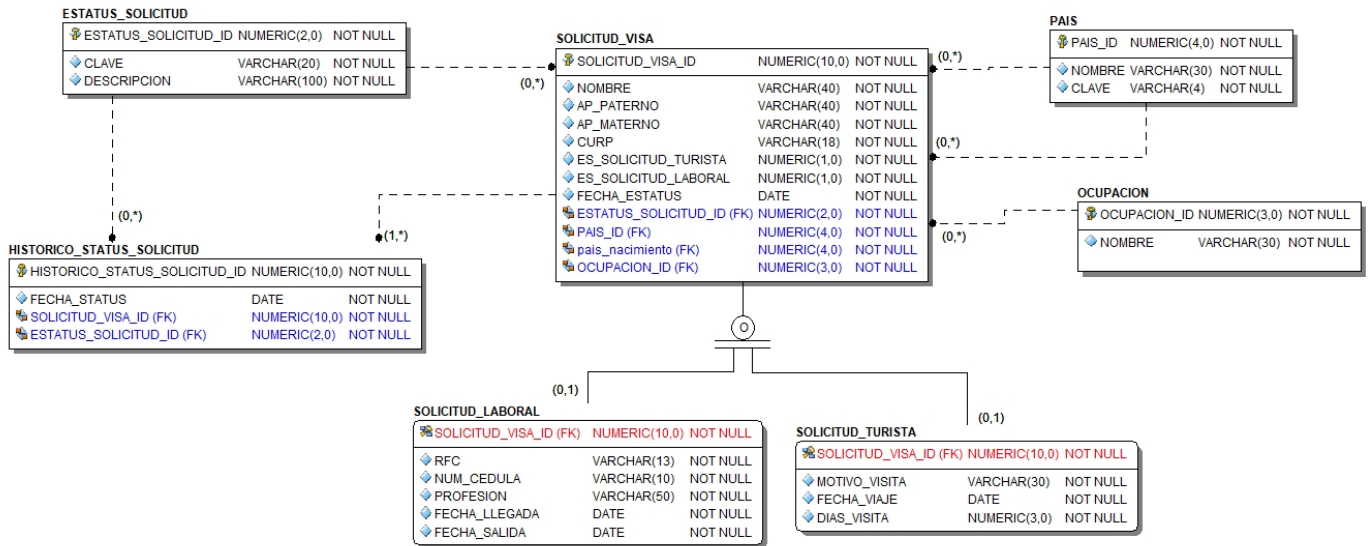 ESTATUS_SOLICITUD
ESTATUS_SOLICITUD_ID NUMERIC(2,0) NOT NULL
CLAVE VARCHAR(20) NOT NULL
DESCRIPCION VARCHAR(100) NOT NULL
(0,*)
SOLICITUD_VISA
SOLICITUD_VISA_ID NUMERIC(10,0) NOT NULL
NOMBRE VARCHAR(40) NOT NULL
AP_PATERNO VARCHAR(40) NOT NULL
AP_MATERNO VARCHAR(40) NOT NULL
CURP VARCHAR(18) NOT NULL
ES_SOLICITUD_TURISTA NUMERIC(1,0) NOT NULL
ES_SOLICITUD_LABORAL NUMERIC(1,0) NOT NULL
FECHA_ESTATUS DATE NOT NULL
ESTATUS_SOLICITUD_ID (FK) NUMERIC(2,0) NOT NULL
PAIS_ID (FK) NUMERIC(4,0) NOT NULL
pais_nacimiento (FK) NUMERIC(4,0) NOT NULL
OCUPACION_ID (FK) NUMERIC(3,0) NOT NULL
(0,*)
PAIS
PAIS_ID NUMERIC(4,0) NOT NULL
NOMBRE VARCHAR(30) NOT NULL
CLAVE VARCHAR(4) NOT NULL
(0,*)
OCUPACION
OCUPACION_ID NUMERIC(3,0) NOT NULL
NOMBRE VARCHAR(30) NOT NULL
(0,*)
(0,*)
(1,*)
HISTORICO_STATUS_SOLICITUD
HISTORICO_STATUS_SOLICITUD_ID NUMERIC(10,0) NOT NULL
FECHA_STATUS DATE NOT NULL
SOLICITUD_VISA_ID (FK) NUMERIC(10,0) NOT NULL
ESTATUS_SOLICITUD_ID (FK) NUMERIC(2,0) NOT NULL
O
(0,1)
SOLICITUD_LABORAL
SOLICITUD_VISA_ID (FK) NUMERIC(10,0) NOT NULL
RFC VARCHAR(13) NOT NULL
NUM_CEDULA VARCHAR(10) NOT NULL
PROFESION VARCHAR(50) NOT NULL
FECHA_LLEGADA DATE NOT NULL
FECHA_SALIDA DATE NOT NULL
(0,1)
SOLICITUD_TURISTA
SOLICITUD_VISA_ID (FK) NUMERIC(10,0) NOT NULL
MOTIVO_VISITA VARCHAR(30) NOT NULL
FECHA_VIAJE DATE NOT NULL
DIAS_VISITA NUMERIC(3,0) NOT NULL